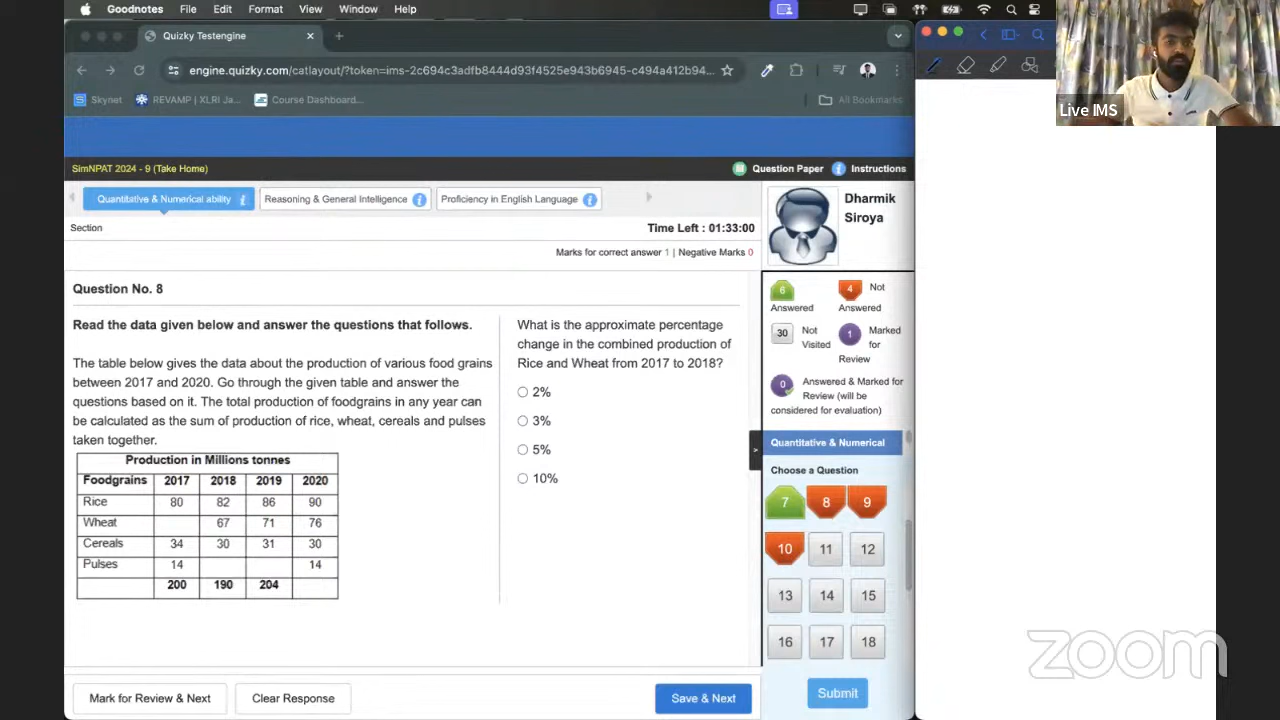 Goodnotes File Edit Format View Window Help
Quizky Testengine
engine.quizky.com/catlayout/?token=ims-2c694c3adfb8444d93f4525e943b6945-c494a412b94...
Skynet REVAMP | XLRI Ja... Course Dashboard... All Bookmarks
Live IMS
SimNPAT 2024 - 9 (Take Home) Question Paper Instructions
Quantitative & Numerical ability Reasoning & General Intelligence Proficiency in English Language
Dharmik
Siroya
Section Time Left : 01:33:00
Marks for correct answer 1 | Negative Marks 0
Question No. 8
Read the data given below and answer the questions that follows.
The table below gives the data about the production of various food grains
between 2017 and 2020. Go through the given table and answer the
questions based on it. The total production of foodgrains in any year can
be calculated as the sum of production of rice, wheat, cereals and pulses
taken together.
Production in Millions tonnes
Foodgrains 2017 2018 2019 2020
Rice 80 82 86 90
Wheat 67 71 76
Cereals 34 30 31 30
Pulses 14 14
200 190 204
What is the approximate percentage
change in the combined production of
Rice and Wheat from 2017 to 2018?
2%
3%
5%
10%
6 Answered
4 Not Answered
30 Not Visited
1 Marked for Review
0 Answered & Marked for
Review (will be
considered for evaluation)
Quantitative & Numerical
Choose a Question
7 8 9
10 11 12
13 14 15
16 17 18
Mark for Review & Next Clear Response Save & Next Submit
zoom